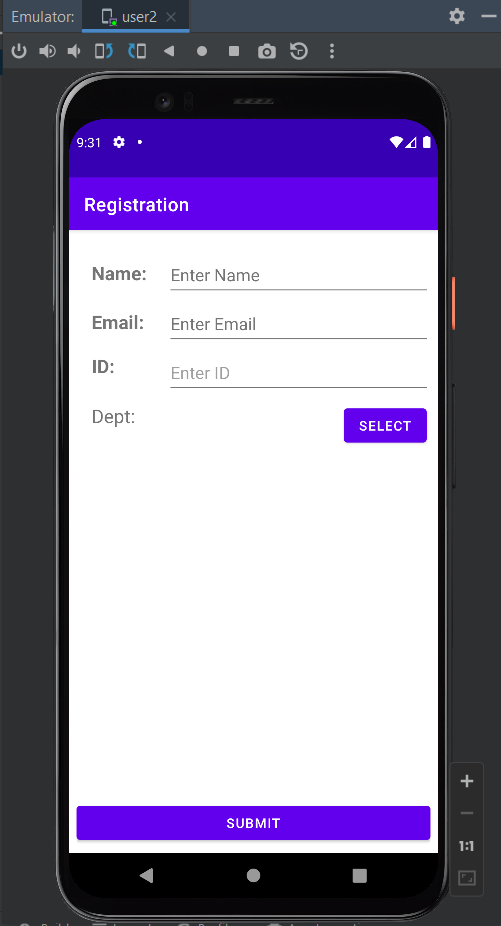 Emulator: user2
9:31
Registration
Name: Enter Name
Email: Enter Email
ID: Enter ID
Dept: SELECT
SUBMIT
1:1